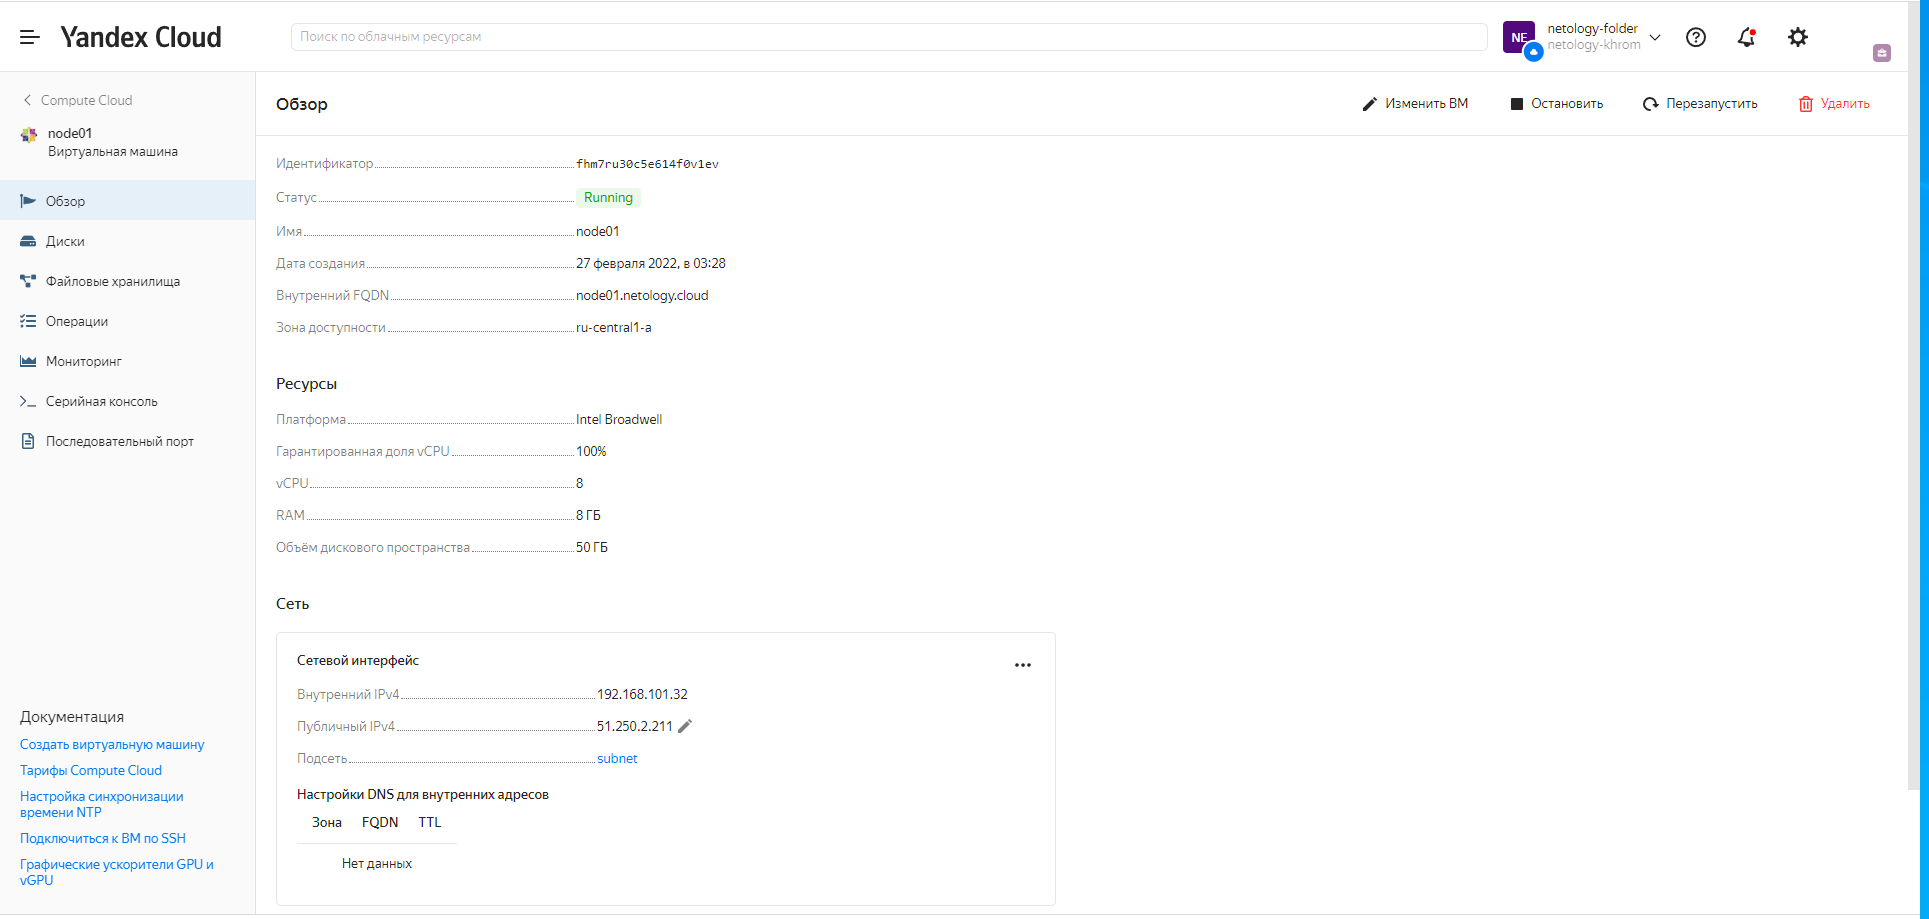 Yandex Cloud
Поиск по облачным ресурсам
NE
netology-folder
netology-khrom
Compute Cloud
node01
Виртуальная машина
Обзор
Диски
Файловые хранилища
Операции
Мониторинг
Серийная консоль
Последовательный порт
Документация
Создать виртуальную машину
Тарифы Compute Cloud
Настройка синхронизации
времени NTP
Подключиться к ВМ по SSH
Графические ускорители GPU и
vGPU
Обзор
Изменить ВМ
Остановить
Перезапустить
Удалить
Идентификатор fhm7ru30c5e614f0v1ev
Статус Running
Имя node01
Дата создания 27 февраля 2022, в 03:28
Внутренний FQDN node01.netology.cloud
Зона доступности ru-central1-a
Ресурсы
Платформа Intel Broadwell
Гарантированная доля vCPU 100%
vCPU 8
RAM 8 ГБ
Объём дискового пространства 50 ГБ
Сеть
Сетевой интерфейс
Внутренний IPv4 192.168.101.32
Публичный IPv4 51.250.2.211
Подсеть subnet
Настройки DNS для внутренних адресов
Зона FQDN TTL
Нет данных